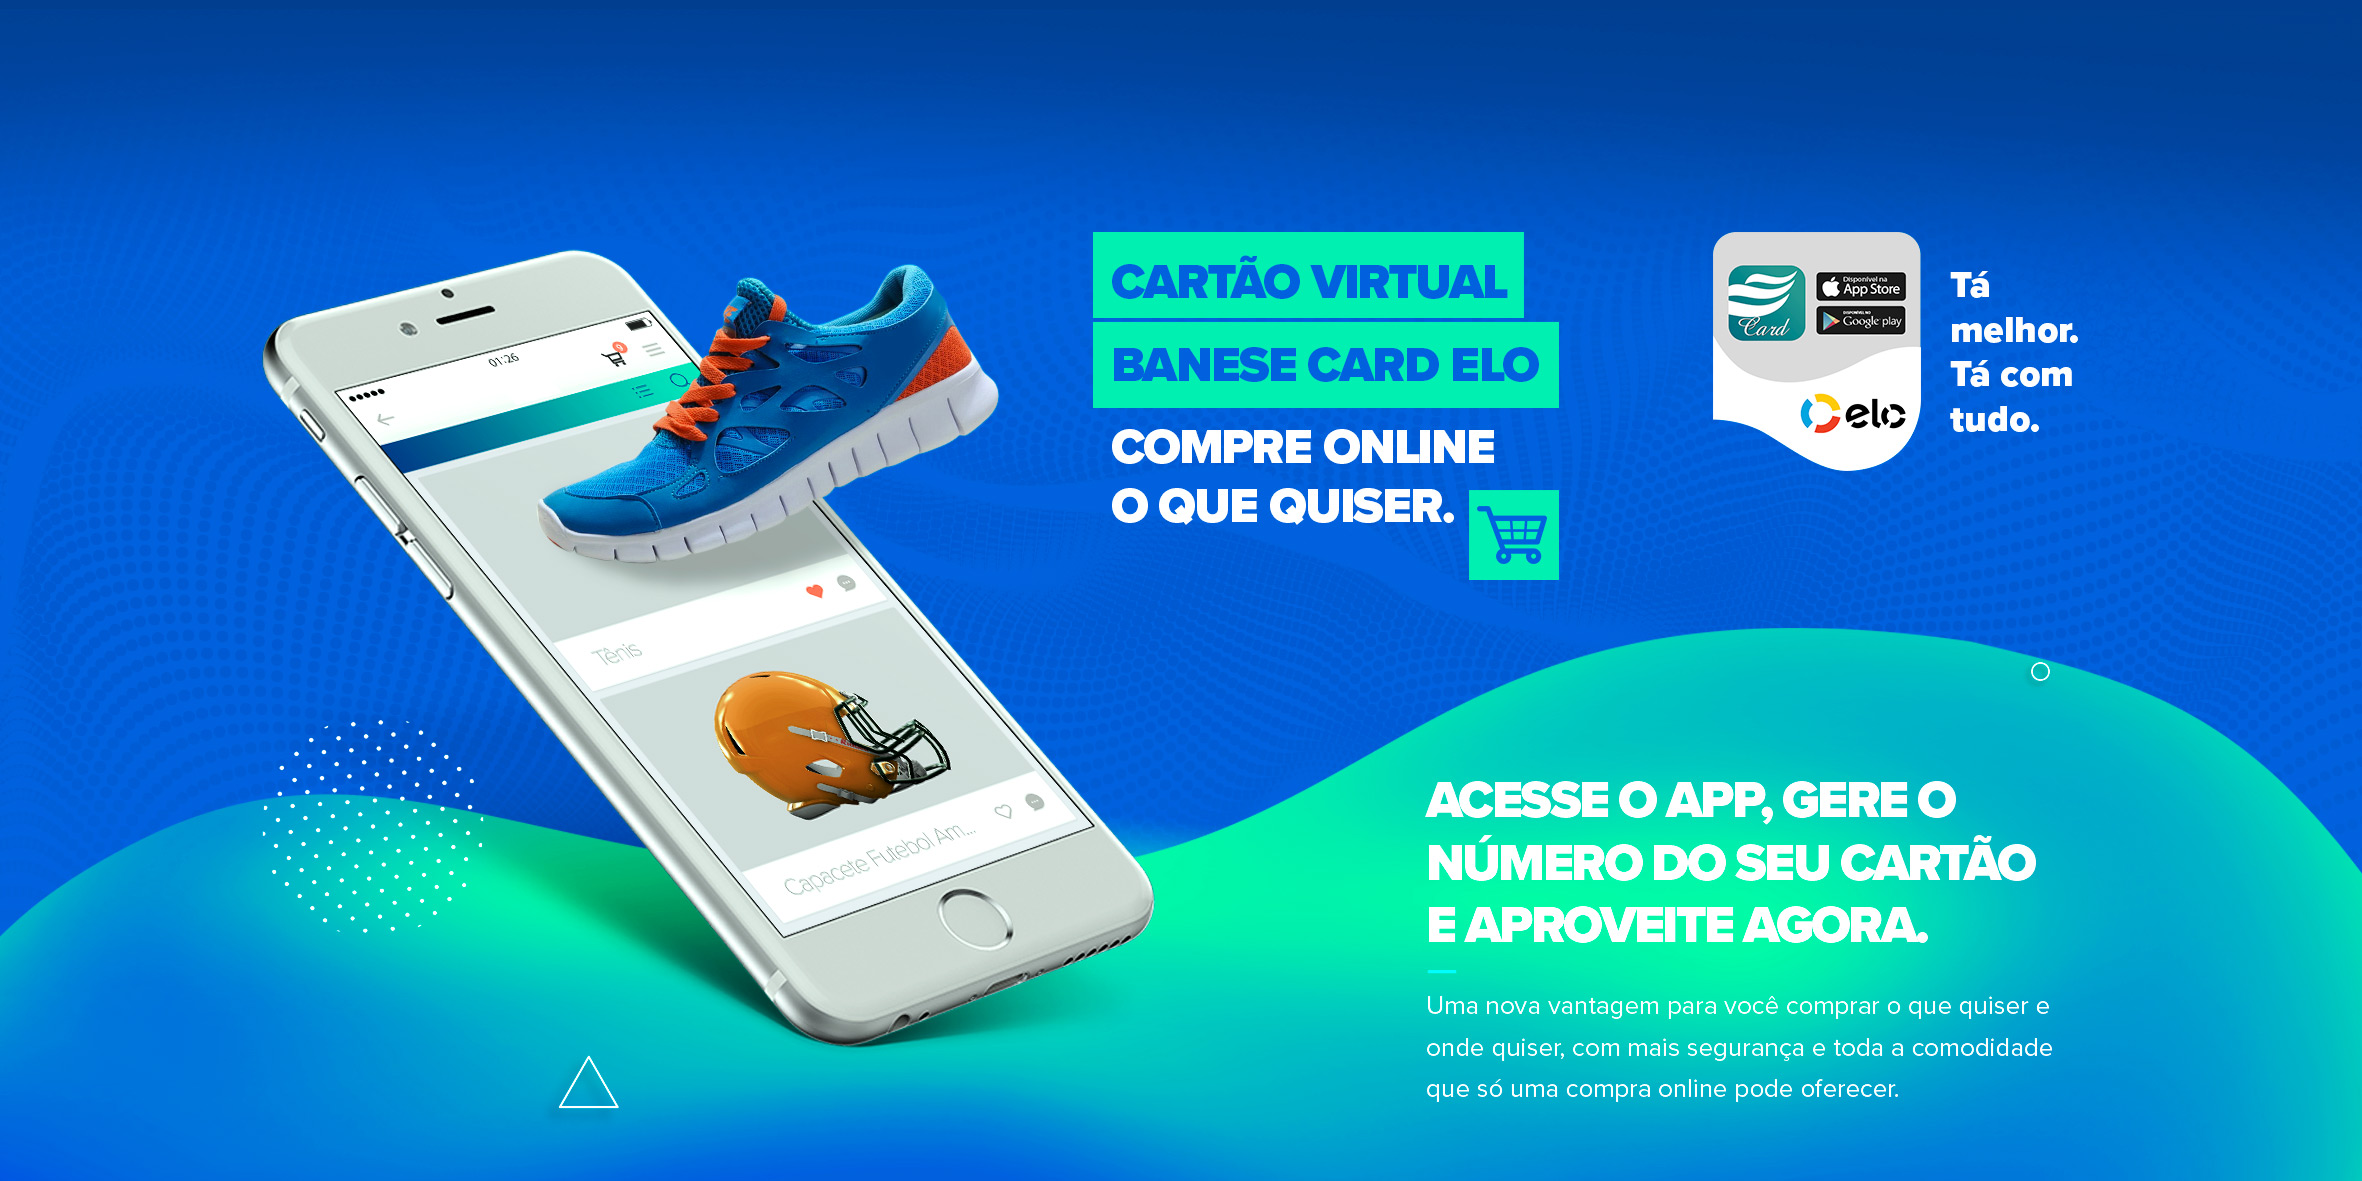 CARTÃO VIRTUAL
BANESE CARD ELO
COMPRE ONLINE
O QUE QUISER.
Card
Disponível na
App Store
DISPONÍVEL NO
Google play
elo
Tá
melhor.
Tá com
tudo.
01:26
9
Tênis
Capacete Futebol Am...
ACESSE O APP, GERE O
NÚMERO DO SEU CARTÃO
E APROVEITE AGORA.
Uma nova vantagem para você comprar o que quiser e
onde quiser, com mais segurança e toda a comodidade
que só uma compra online pode oferecer.